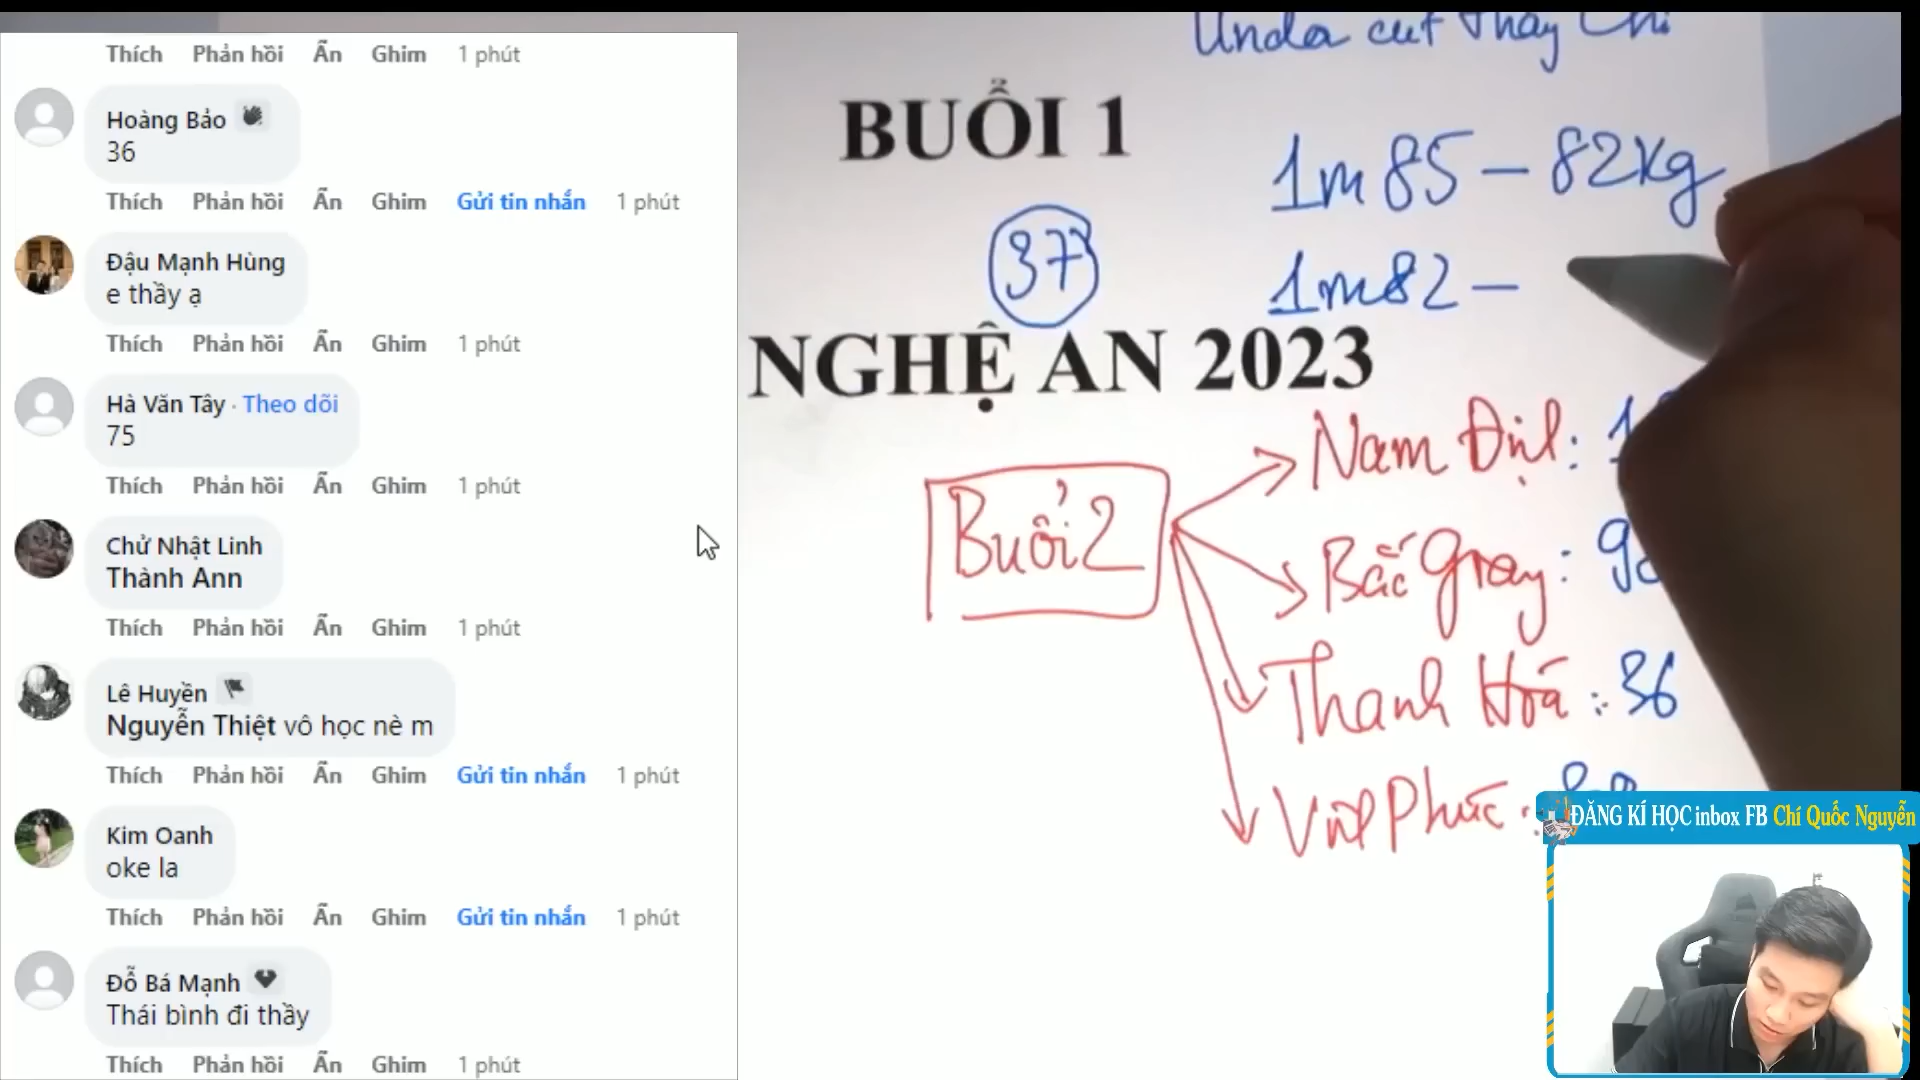 Thích Phản hồi Ẩn Ghim 1 phút
Hoàng Bảo
36
Thích Phản hồi Ẩn Ghim Gửi tin nhắn 1 phút
Đậu Mạnh Hùng
e thầy ạ
Thích Phản hồi Ẩn Ghim 1 phút
Hà Văn Tây · Theo dõi
75
Thích Phản hồi Ẩn Ghim 1 phút
Chử Nhật Linh
Thành Ann
Thích Phản hồi Ẩn Ghim 1 phút
Lê Huyền
Nguyễn Thiệt vô học nè m
Thích Phản hồi Ẩn Ghim Gửi tin nhắn 1 phút
Kim Oanh
oke la
Thích Phản hồi Ẩn Ghim Gửi tin nhắn 1 phút
Đỗ Bá Mạnh
Thái bình đi thầy
Thích Phản hồi Ẩn Ghim 1 phút
Under cut Thầy Chí
BUỔI 1
1m85 - 82kg
37
1m82 -
NGHỆ AN 2023
Buổi 2
Nam Định: 1
Bắc Giang:
Thanh Hoá: 36
Vĩnh Phúc:
ĐĂNG KÍ HỌC inbox FB Chí Quốc Nguyễn